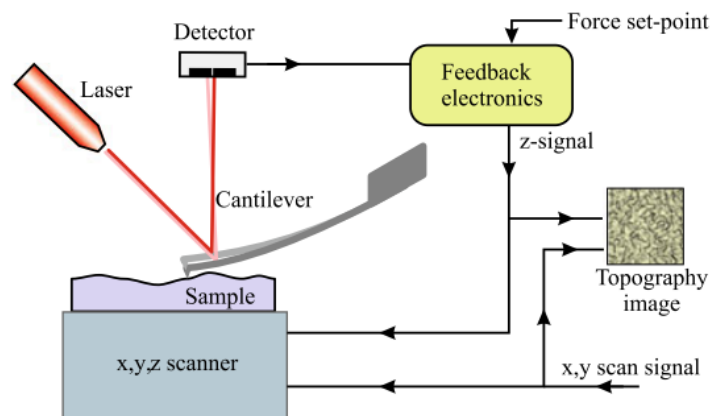 Force set-point
Detector
Feedback
electronics
Laser
z-signal
Cantilever
Topography
image
Sample
x,y,z scanner
x,y scan signal